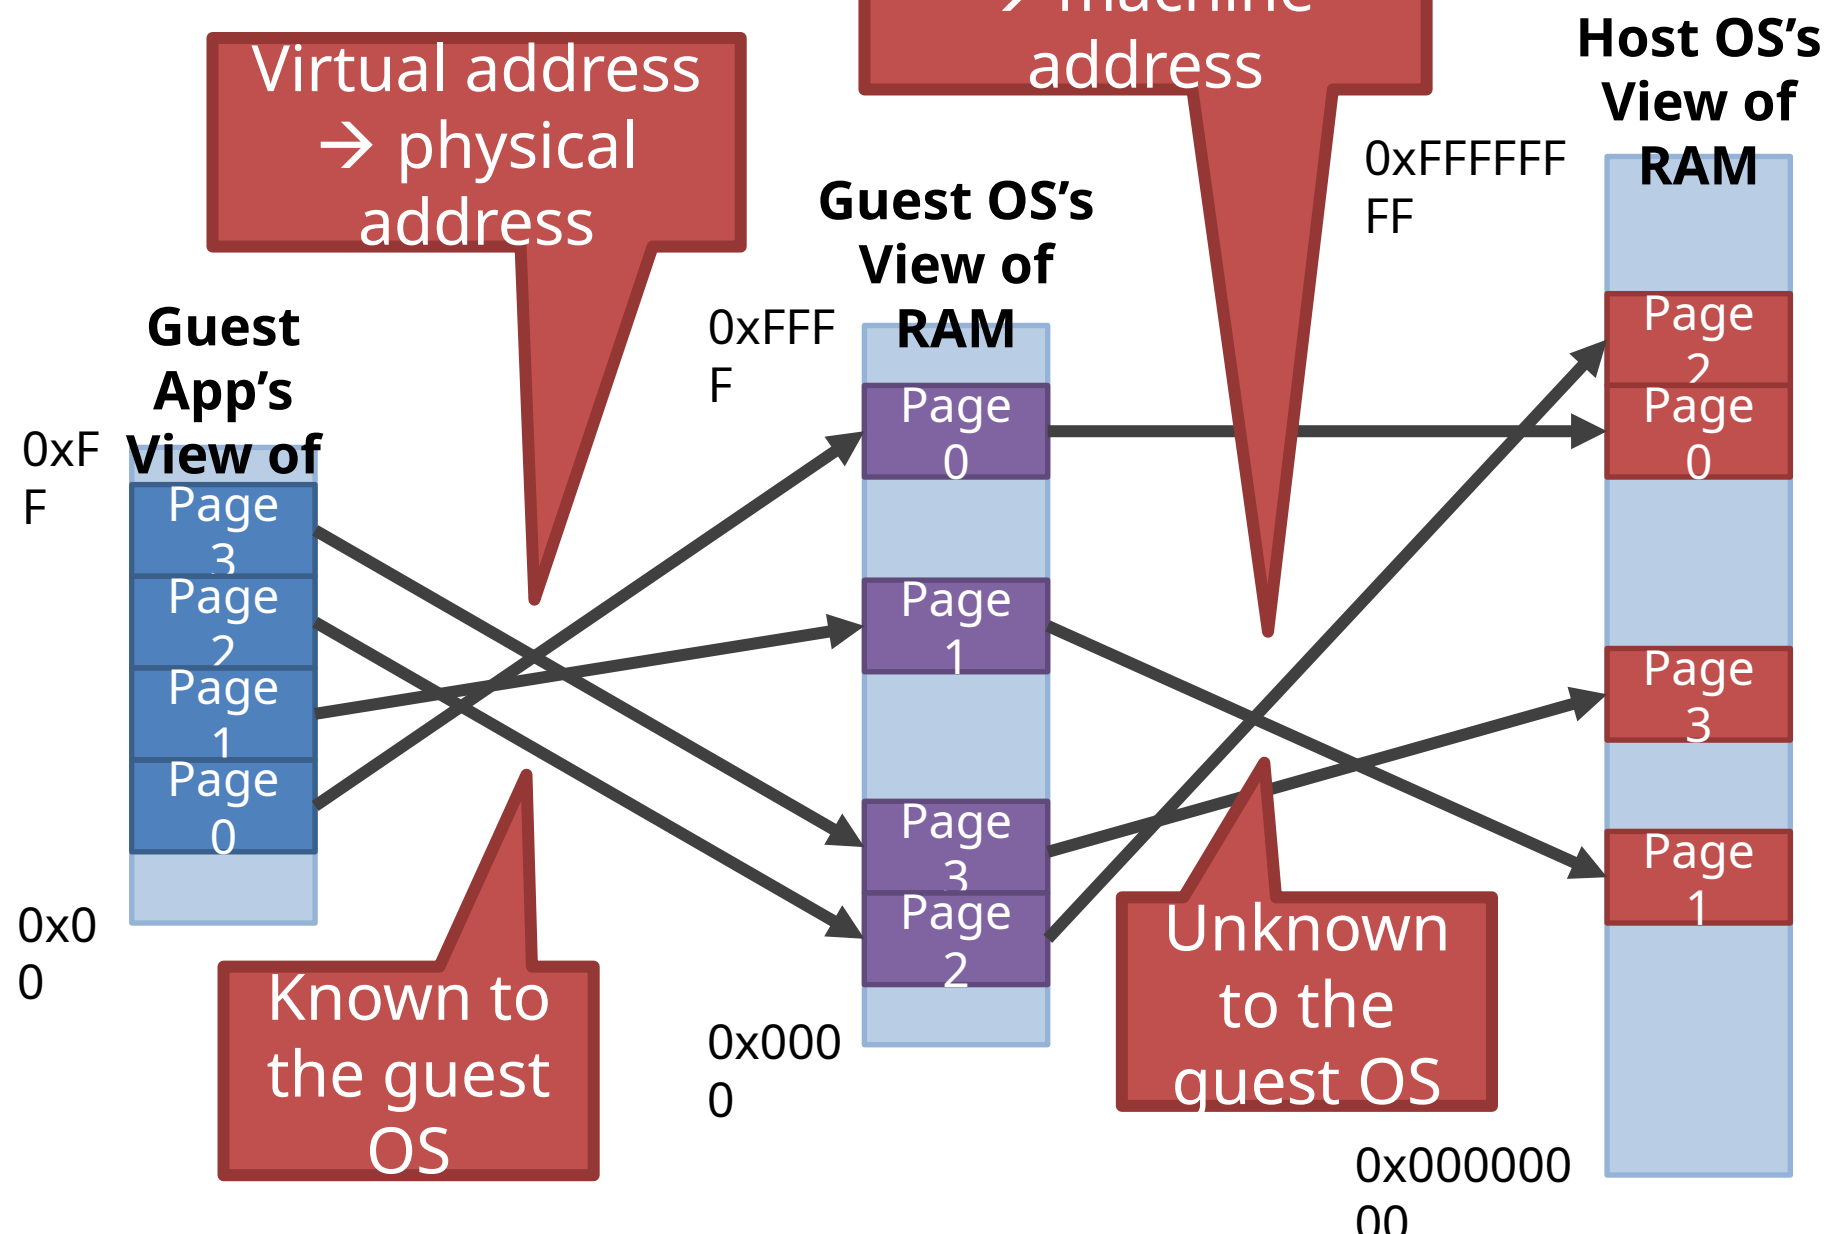 → machine
address
Virtual address
→ physical
address
Host OS’s
View of
RAM
0xFFFFFF
FF
Guest OS’s
View of
RAM
0xFFF
F
Guest
App’s
View of
0xF
F
Page
3
Page
2
Page
1
Page
0
0x0
0
Page
0
Page
1
Page
3
Page
2
0x000
0
Page
2
Page
0
Page
3
Page
1
0x000000
00
Known to
the guest
OS
Unknown
to the
guest OS